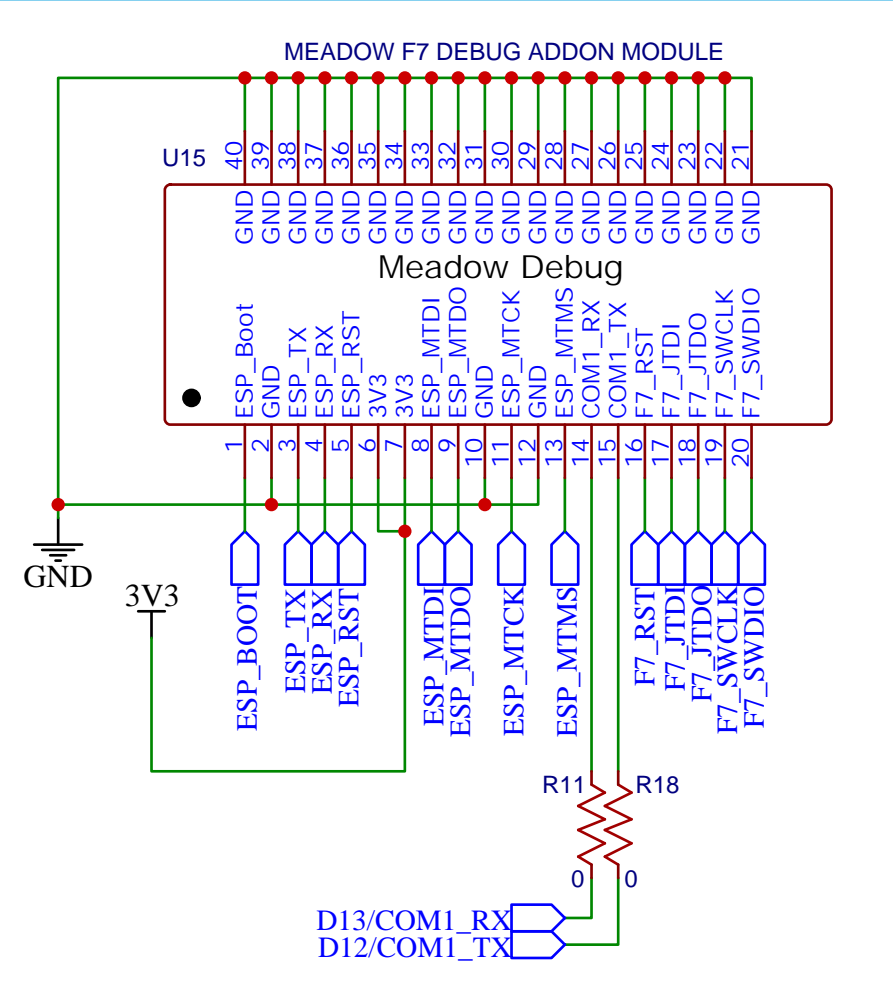 MEADOW F7 DEBUG ADDON MODULE
U15
40 39 38 37 36 35 34 33 32 31 30 29 28 27 26 25 24 23 22 21
GND GND GND GND GND GND GND GND GND GND GND GND GND GND GND GND GND GND GND GND
Meadow Debug
ESP_Boot GND ESP_TX ESP_RX ESP_RST 3V3 3V3 ESP_MTDI ESP_MTDO GND ESP_MTCK GND ESP_MTMS COM1_RX COM1_TX F7_RST F7_JTDI F7_JTDO F7_SWCLK F7_SWDIO
1 2 3 4 5 6 7 8 9 10 11 12 13 14 15 16 17 18 19 20
GND
3V3
ESP_BOOT ESP_TX ESP_RX ESP_RST ESP_MTDI ESP_MTDO ESP_MTCK ESP_MTMS F7_RST F7_JTDI F7_JTDO F7_SWCLK F7_SWDIO
R11 R18
0 0
D13/COM1_RX
D12/COM1_TX